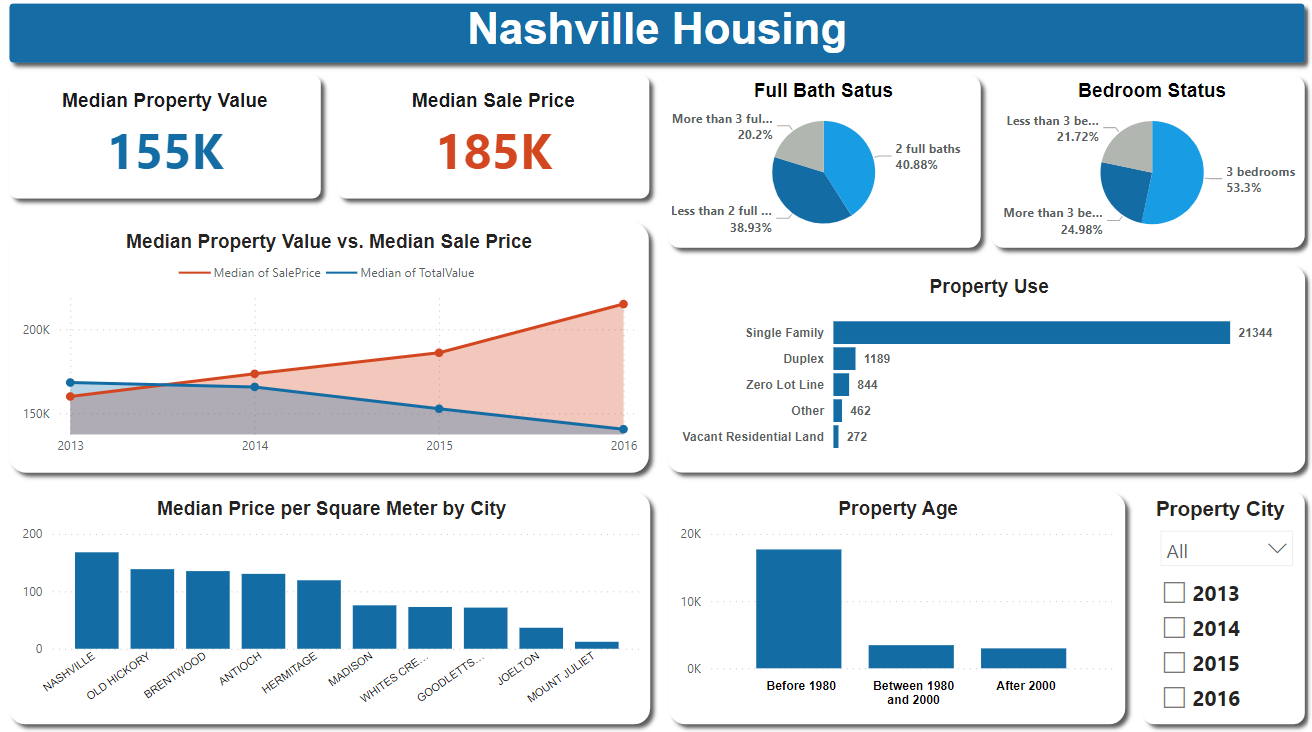 Nashville Housing
Median Property Value
155K
Median Sale Price
185K
Full Bath Satus
More than 3 ful...
20.2%
2 full baths
40.88%
Less than 2 full ...
38.93%
Bedroom Status
Less than 3 be...
21.72%
3 bedrooms
53.3%
More than 3 be...
24.98%
Median Property Value vs. Median Sale Price
Median of SalePrice Median of TotalValue
200K
150K
2013 2014 2015 2016
Property Use
Single Family 21344
Duplex 1189
Zero Lot Line 844
Other 462
Vacant Residential Land 272
Median Price per Square Meter by City
200
100
0
NASHVILLE
OLD HICKORY
BRENTWOOD
ANTIOCH
HERMITAGE
MADISON
WHITES CRE...
GOODLETTS...
JOELTON
MOUNT JULIET
Property Age
20K
10K
0K
Before 1980
Between 1980
and 2000
After 2000
Property City
All
2013
2014
2015
2016